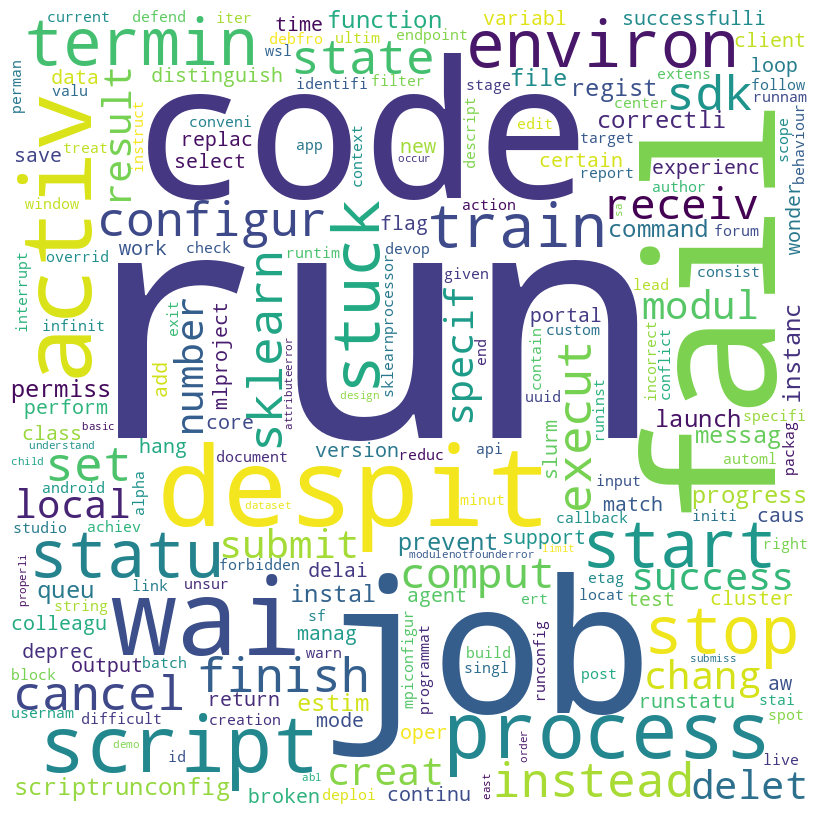 current
defend
iter
time
function
variabl
successfulli
termin
debfro
ultim
endpoint
environ
client
wsl
state
data
distinguish
identifi
filter
stage
file
regist
extens
loop
follow
runnam
perman
valu
activ
result
instruct
treat
code
conveni
replac
select
app
context
new
occur
descript
edit
certain
target
report
center
sdk
correctli
experienc
author
scope
behaviour
save
window
configur
flag
action
train
receiv
command
forum
wonder
fail
interrupt
overrid
work
check
runtim
stuck
devop
given
sa
consist
lead
infinit
exit
number
mlproject
sklearn
sklearnprocessor
run
specif
portal
custom
modul
instanc
permiss
perform
add
attributeerror
design
end
uuid
contain
execut
runinst
incorrect
conflict
launch
specifi
class
basic
core
understand
hang
document
version
reduc
api
slurm
messag
packag
child
set
android
alpha
despit
dataset
minut
input
match
automl
local
progress
studio
achiev
callback
initi
caus
statu
submit
forbidden
prevent
support
start
right
modulenotfounderror
limit
properli
queu
link
unsur
delai
wai
job
comput
etag
success
string
sf
instal
agent
ert
locat
test
cluster
colleagu
manag
mpiconfigur
programmat
build
singl
runconfig
post
stop
deprec
output
batch
warn
finish
submiss
block
cancel
return
estim
chang
aw
usernam
difficult
creation
mode
oper
order
runstatu
stai
spot
script
demo
id
process
live
scriptrunconfig
abl
creat
east
instead
delet
broken
deploi
continu